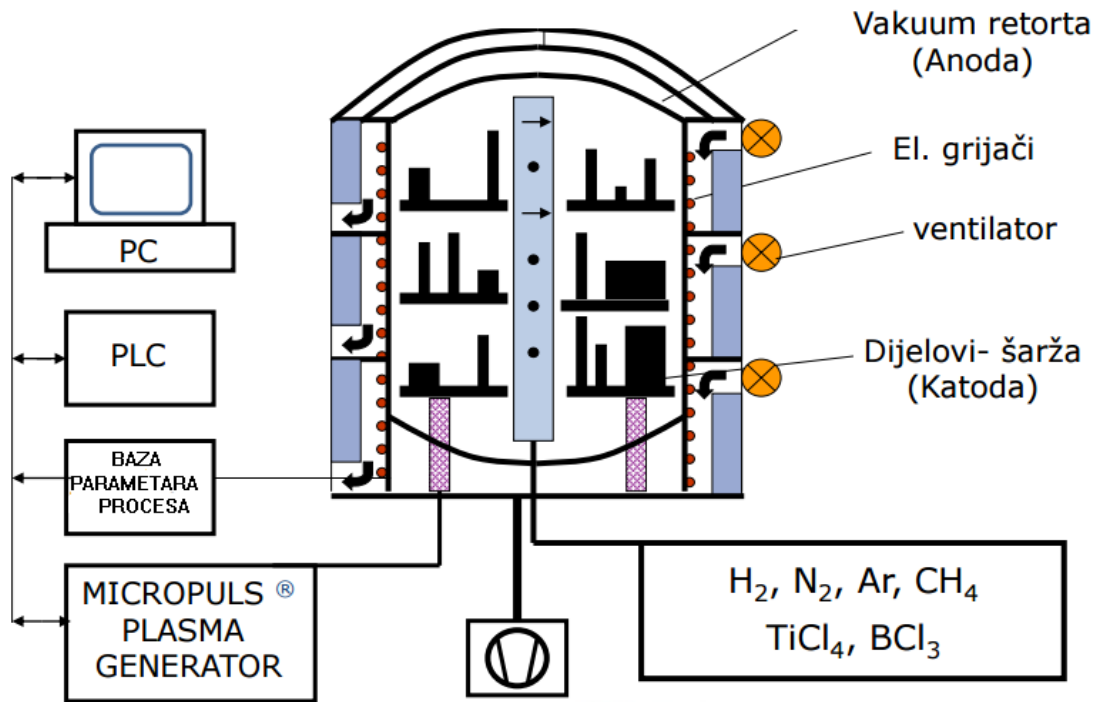 Vakuum retorta
(Anoda)
El. grijači
ventilator
Dijelovi- šarža
(Katoda)
PC
PLC
BAZA
PARAMETARA
PROCESA
MICROPULS ®
PLASMA
GENERATOR
H₂, N₂, Ar, CH₄
TiCl₄, BCl₃